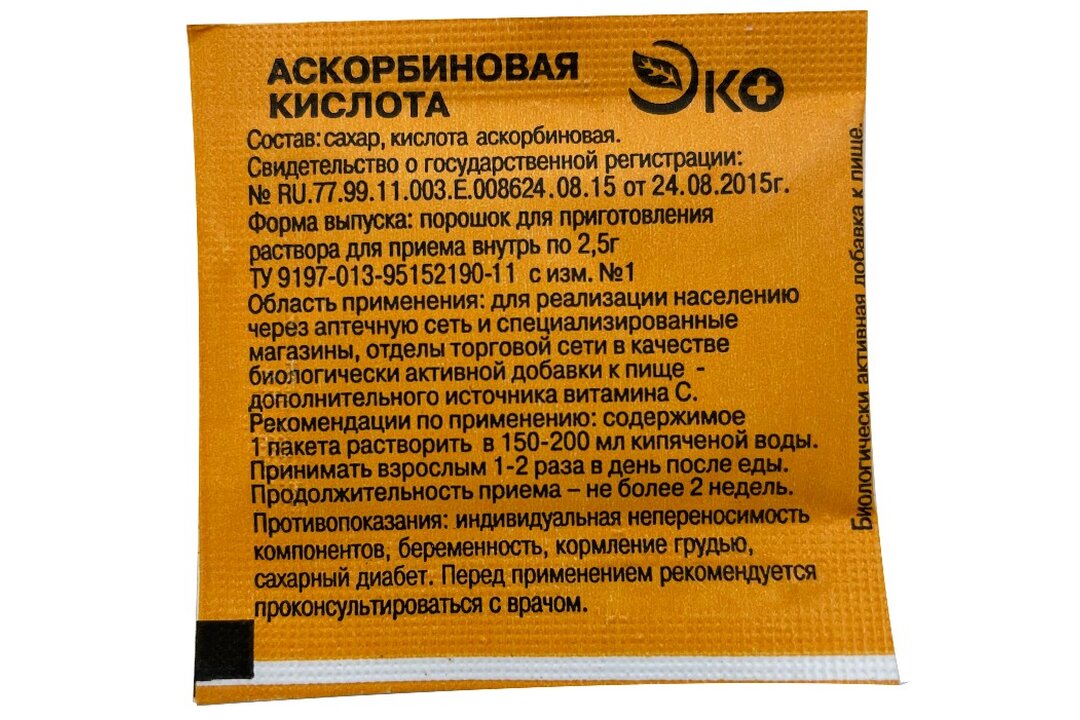 АСКОРБИНОВАЯ
КИСЛОТА
ЭКО
Состав: сахар, кислота аскорбиновая.
Свидетельство о государственной регистрации:
№ RU.77.99.11.003.Е.008624.08.15 от 24.08.2015г.
Форма выпуска: порошок для приготовления
раствора для приема внутрь по 2,5г
ТУ 9197-013-95152190-11 с изм. №1
Область применения: для реализации населению
через аптечную сеть и специализированные
магазины, отделы торговой сети в качестве
биологически активной добавки к пище -
дополнительного источника витамина С.
Рекомендации по применению: содержимое
1 пакета растворить в 150-200 мл кипяченой воды.
Принимать взрослым 1-2 раза в день после еды.
Продолжительность приема – не более 2 недель.
Противопоказания: индивидуальная непереносимость
компонентов, беременность, кормление грудью,
сахарный диабет. Перед применением рекомендуется
проконсультироваться с врачом.
Биологически активная добавка к пище.